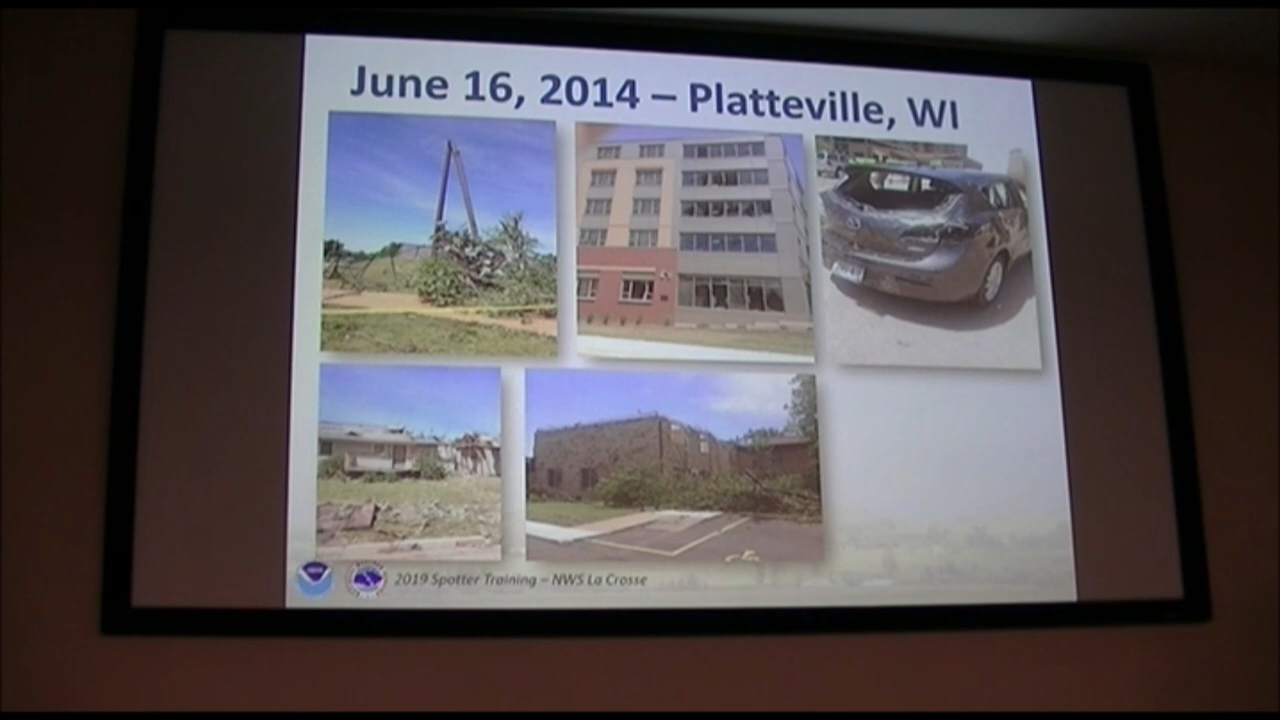 June 16, 2014 – Platteville, WI
2019 Spotter Training – NWS La Crosse